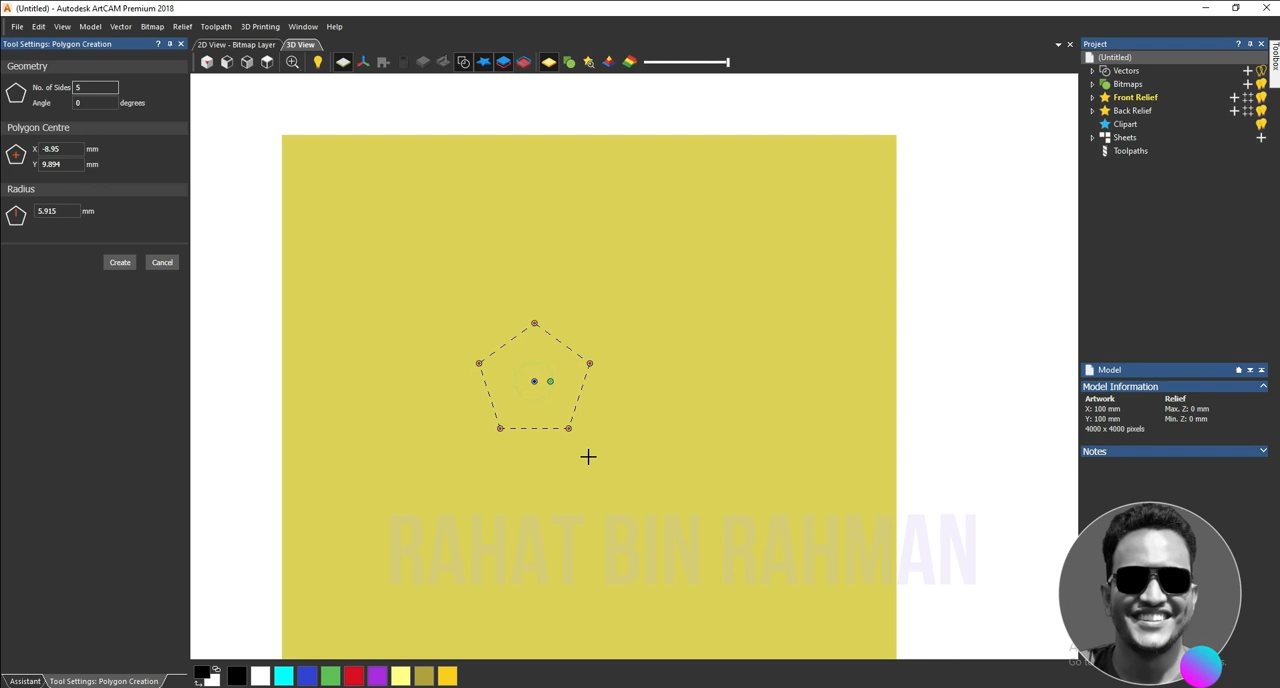 (Untitled) - Autodesk ArtCAM Premium 2018
File Edit View Model Vector Bitmap Relief Toolpath 3D Printing Window Help
Tool Settings: Polygon Creation
2D View - Bitmap Layer 3D View
Project
Toolbox
Geometry
No. of Sides 5
Angle 0 degrees
Polygon Centre
X -8.95 mm
Y 9.894 mm
Radius
5.915 mm
Create Cancel
(Untitled)
Vectors
Bitmaps
Front Relief
Back Relief
Clipart
Sheets
Toolpaths
Model
Model Information
Artwork Relief
X: 100 mm Max. Z: 0 mm
Y: 100 mm Min. Z: 0 mm
4000 x 4000 pixels
Notes
RAHAT BIN RAHMAN
Assistant Tool Settings: Polygon Creation